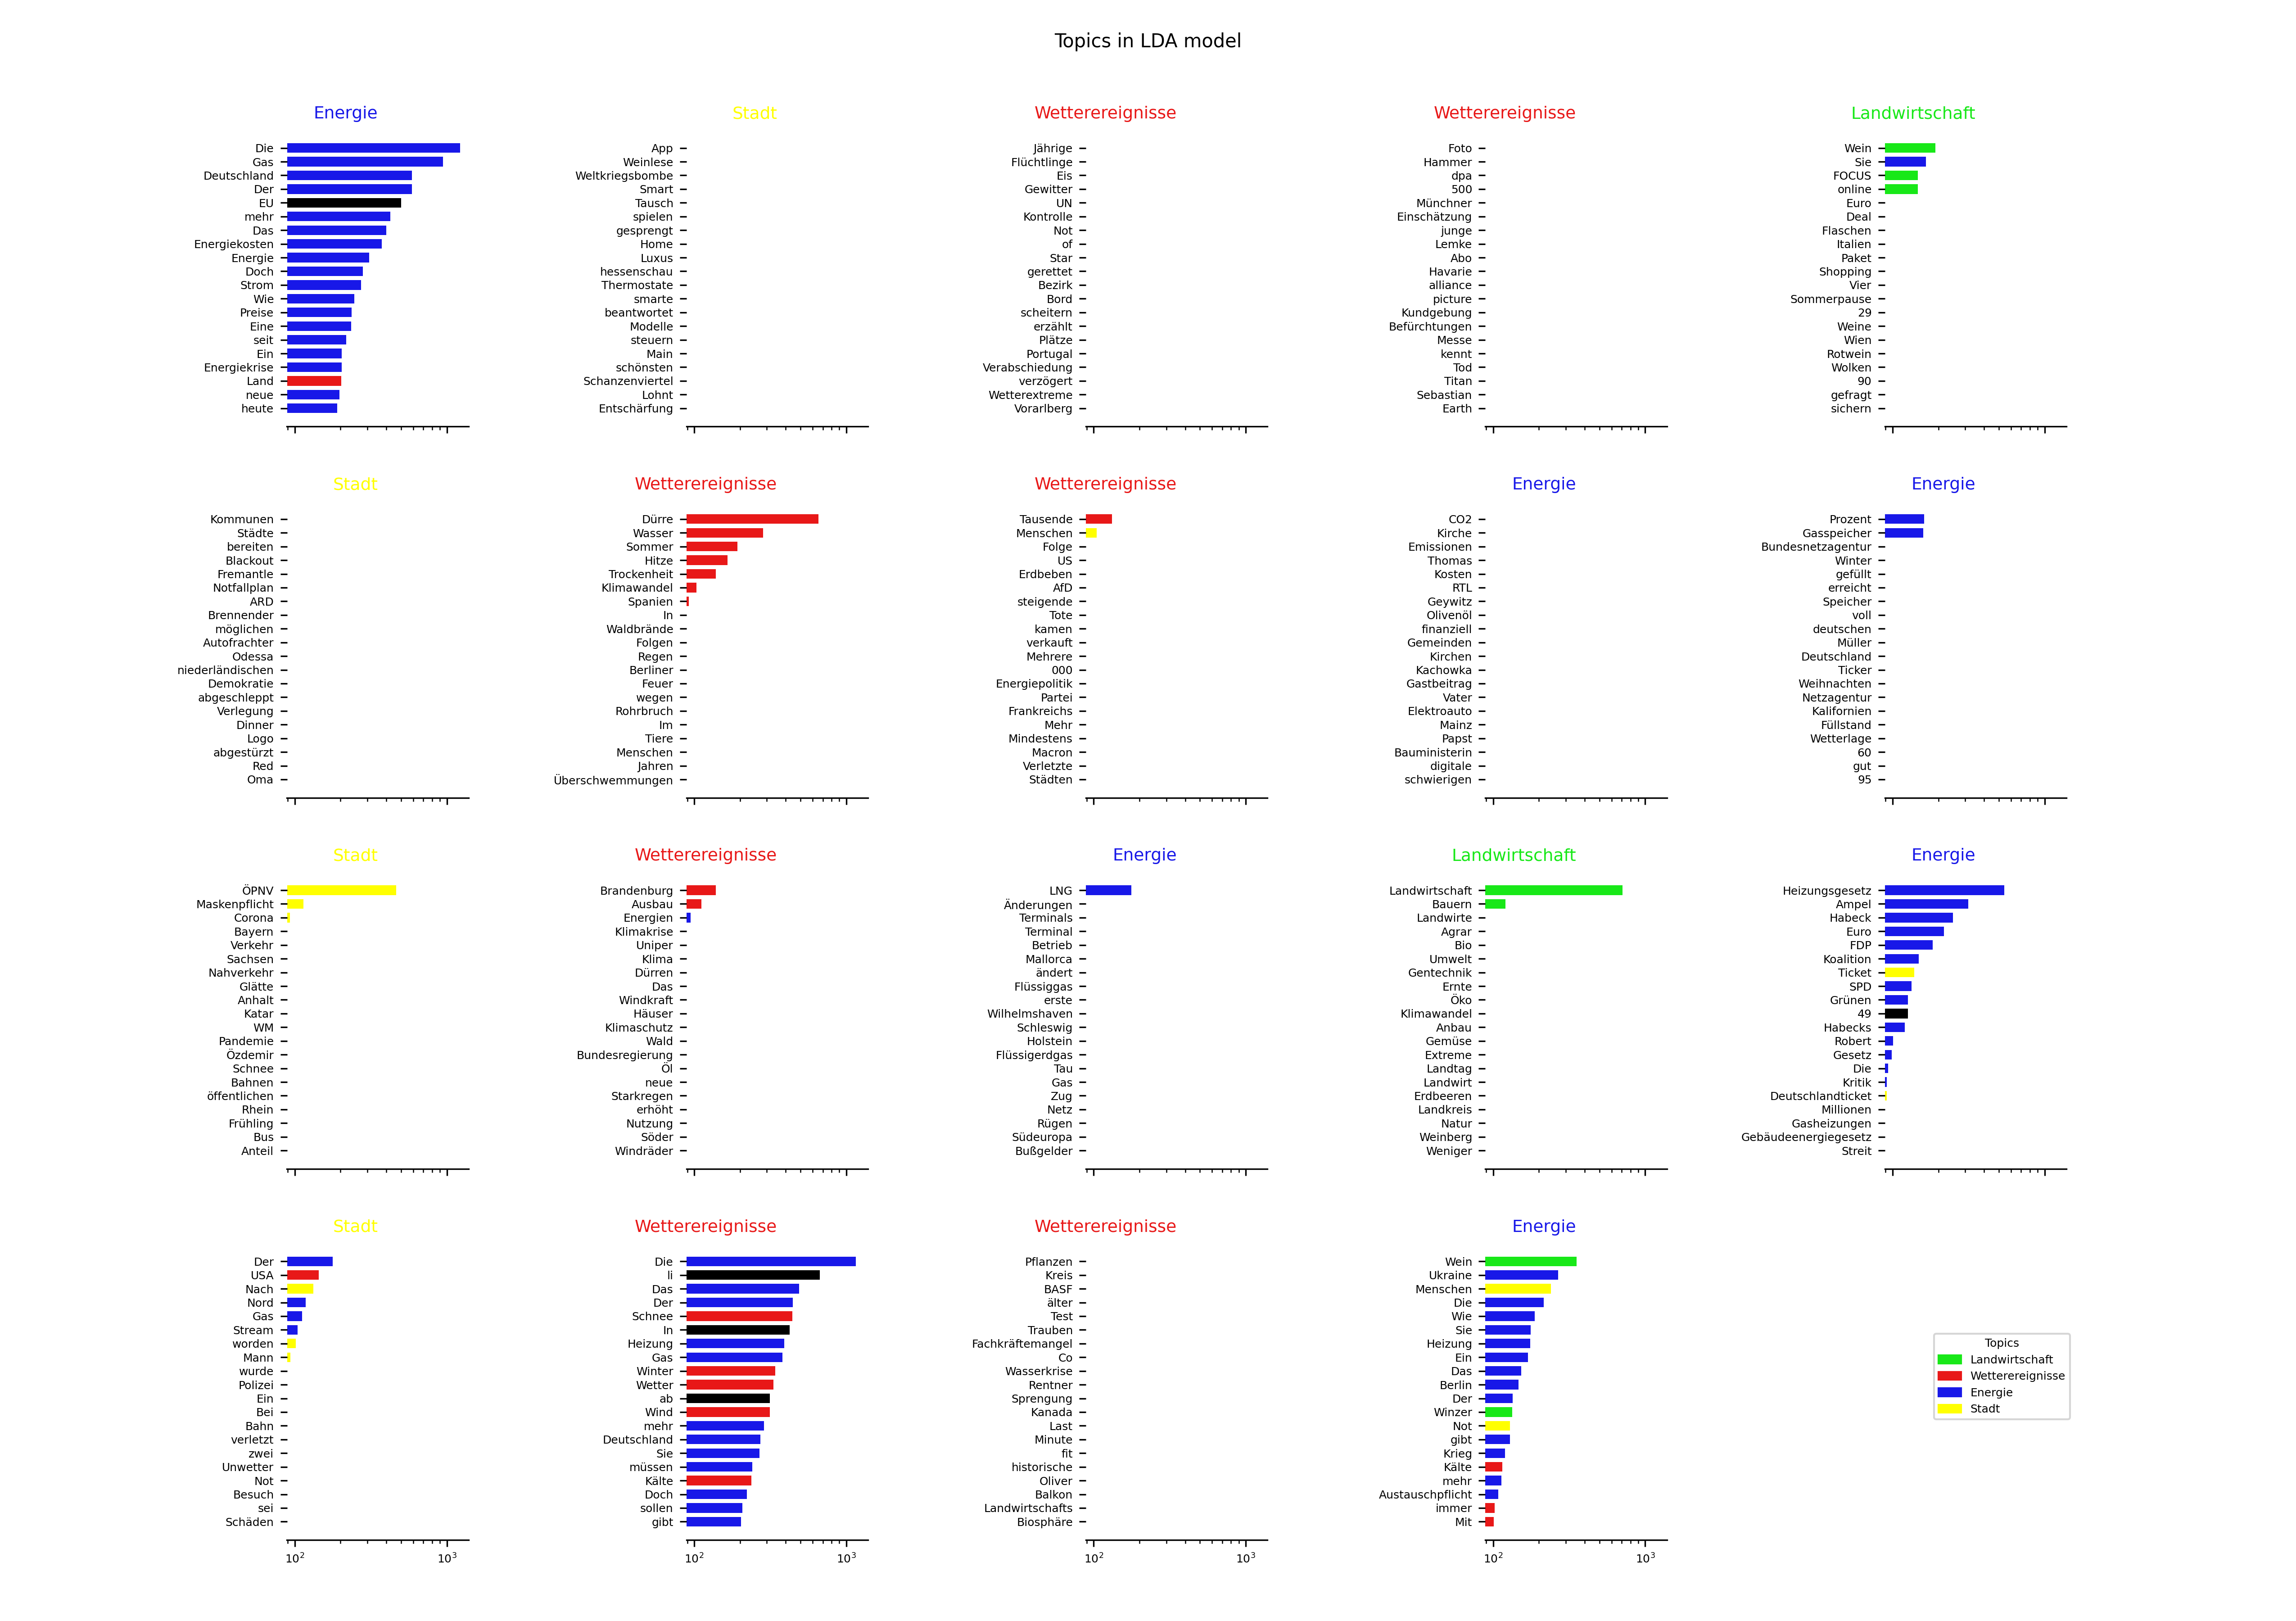 Topics in LDA model
Energie
Die
Gas
Deutschland
Der
EU
mehr
Das
Energiekosten
Energie
Doch
Strom
Wie
Preise
Eine
seit
Ein
Energiekrise
Land
neue
heute
Stadt
App
Weinlese
Weltkriegsbombe
Smart
Tausch
spielen
gesprengt
Home
Luxus
hessenschau
Thermostate
smarte
beantwortet
Modelle
steuern
Main
schönsten
Schanzenviertel
Lohnt
Entschärfung
Wetterereignisse
Jährige
Flüchtlinge
Eis
Gewitter
UN
Kontrolle
Not
of
Star
gerettet
Bezirk
Bord
scheitern
erzählt
Plätze
Portugal
Verabschiedung
verzögert
Wetterextreme
Vorarlberg
Wetterereignisse
Foto
Hammer
dpa
500
Münchner
Einschätzung
junge
Lemke
Abo
Havarie
alliance
picture
Kundgebung
Befürchtungen
Messe
kennt
Tod
Titan
Sebastian
Earth
Landwirtschaft
Wein
Sie
FOCUS
online
Euro
Deal
Flaschen
Italien
Paket
Shopping
Vier
Sommerpause
29
Weine
Wien
Rotwein
Wolken
90
gefragt
sichern
Stadt
Kommunen
Städte
bereiten
Blackout
Fremantle
Notfallplan
ARD
Brennender
möglichen
Autofrachter
Odessa
niederländischen
Demokratie
abgeschleppt
Verlegung
Dinner
Logo
abgestürzt
Red
Oma
Wetterereignisse
Dürre
Wasser
Sommer
Hitze
Trockenheit
Klimawandel
Spanien
In
Waldbrände
Folgen
Regen
Berliner
Feuer
wegen
Rohrbruch
Im
Tiere
Menschen
Jahren
Überschwemmungen
Wetterereignisse
Tausende
Menschen
Folge
US
Erdbeben
AfD
steigende
Tote
kamen
verkauft
Mehrere
000
Energiepolitik
Partei
Frankreichs
Mehr
Mindestens
Macron
Verletzte
Städten
Energie
CO2
Kirche
Emissionen
Thomas
Kosten
RTL
Geywitz
Olivenöl
finanziell
Gemeinden
Kirchen
Kachowka
Gastbeitrag
Vater
Elektroauto
Mainz
Papst
Bauministerin
digitale
schwierigen
Energie
Prozent
Gasspeicher
Bundesnetzagentur
Winter
gefüllt
erreicht
Speicher
voll
deutschen
Müller
Deutschland
Ticker
Weihnachten
Netzagentur
Kalifornien
Füllstand
Wetterlage
60
gut
95
Stadt
ÖPNV
Maskenpflicht
Corona
Bayern
Verkehr
Sachsen
Nahverkehr
Glätte
Anhalt
Katar
WM
Pandemie
Özdemir
Schnee
Bahnen
öffentlichen
Rhein
Frühling
Bus
Anteil
Wetterereignisse
Brandenburg
Ausbau
Energien
Klimakrise
Uniper
Klima
Dürren
Das
Windkraft
Häuser
Klimaschutz
Wald
Bundesregierung
Öl
neue
Starkregen
erhöht
Nutzung
Söder
Windräder
Energie
LNG
Änderungen
Terminals
Terminal
Betrieb
Mallorca
ändert
Flüssiggas
erste
Wilhelmshaven
Schleswig
Holstein
Flüssigerdgas
Tau
Gas
Zug
Netz
Rügen
Südeuropa
Bußgelder
Landwirtschaft
Landwirtschaft
Bauern
Landwirte
Agrar
Bio
Umwelt
Gentechnik
Ernte
Öko
Klimawandel
Anbau
Gemüse
Extreme
Landtag
Landwirt
Erdbeeren
Landkreis
Natur
Weinberg
Weniger
Energie
Heizungsgesetz
Ampel
Habeck
Euro
FDP
Koalition
Ticket
SPD
Grünen
49
Habecks
Robert
Gesetz
Die
Kritik
Deutschlandticket
Millionen
Gasheizungen
Gebäudeenergiegesetz
Streit
Stadt
Der
USA
Nach
Nord
Gas
Stream
worden
Mann
wurde
Polizei
Ein
Bei
Bahn
verletzt
zwei
Unwetter
Not
Besuch
sei
Schäden
10²
10³
Wetterereignisse
Die
li
Das
Der
Schnee
In
Heizung
Gas
Winter
Wetter
ab
Wind
mehr
Deutschland
Sie
müssen
Kälte
Doch
sollen
gibt
10²
10³
Wetterereignisse
Pflanzen
Kreis
BASF
älter
Test
Trauben
Fachkräftemangel
Co
Wasserkrise
Rentner
Sprengung
Kanada
Last
Minute
fit
historische
Oliver
Balkon
Landwirtschafts
Biosphäre
10²
10³
Energie
Wein
Ukraine
Menschen
Die
Wie
Sie
Heizung
Ein
Das
Berlin
Der
Winzer
Not
gibt
Krieg
Kälte
mehr
Austauschpflicht
immer
Mit
10²
10³
Topics
Landwirtschaft
Wetterereignisse
Energie
Stadt